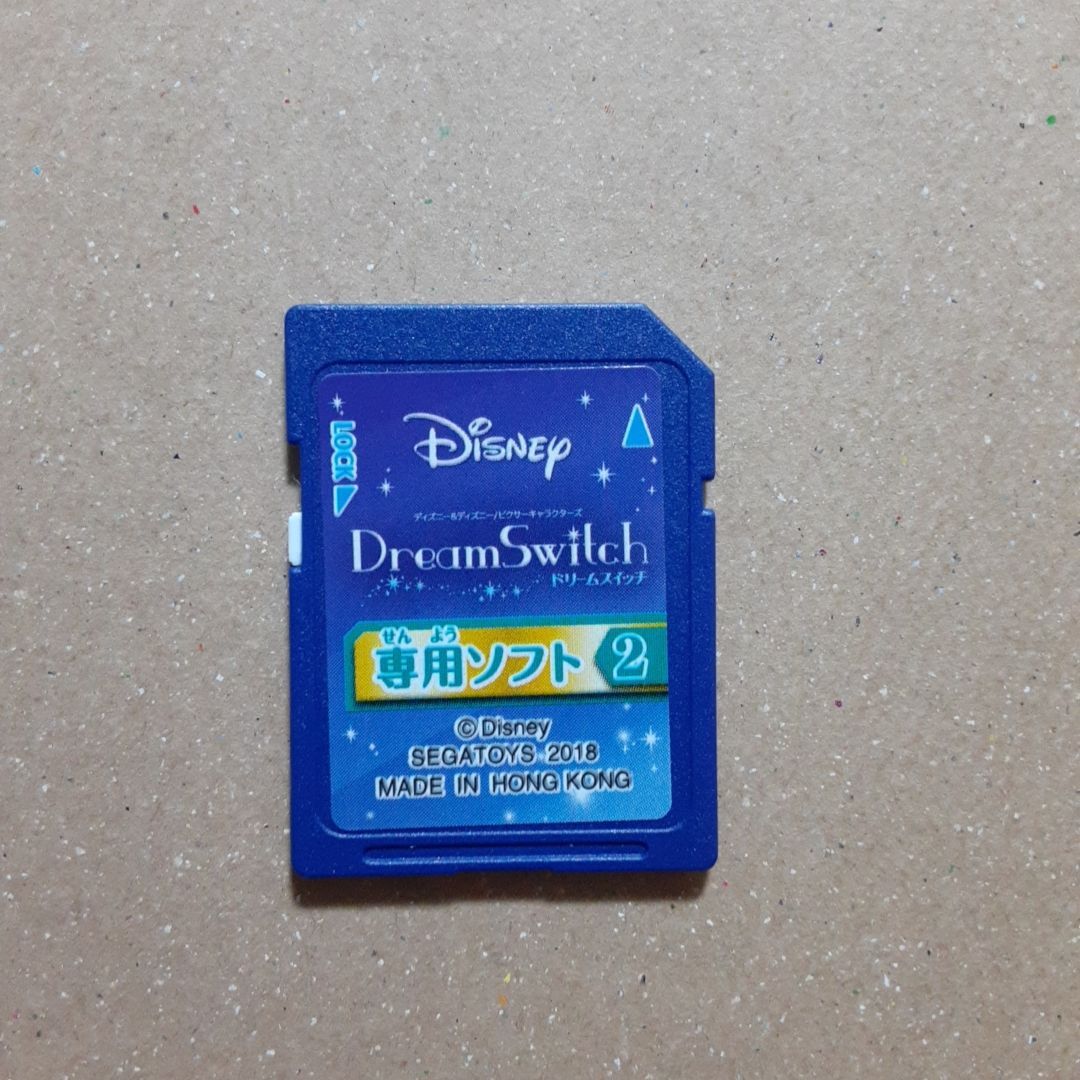 Disney
LOCK
ディズニー&ディズニー/ピクサーキャラクターズ
DreamSwitch
ドリームスイッチ
せん よう
専用ソフト 2
©Disney
SEGATOYS 2018
MADE IN HONG KONG